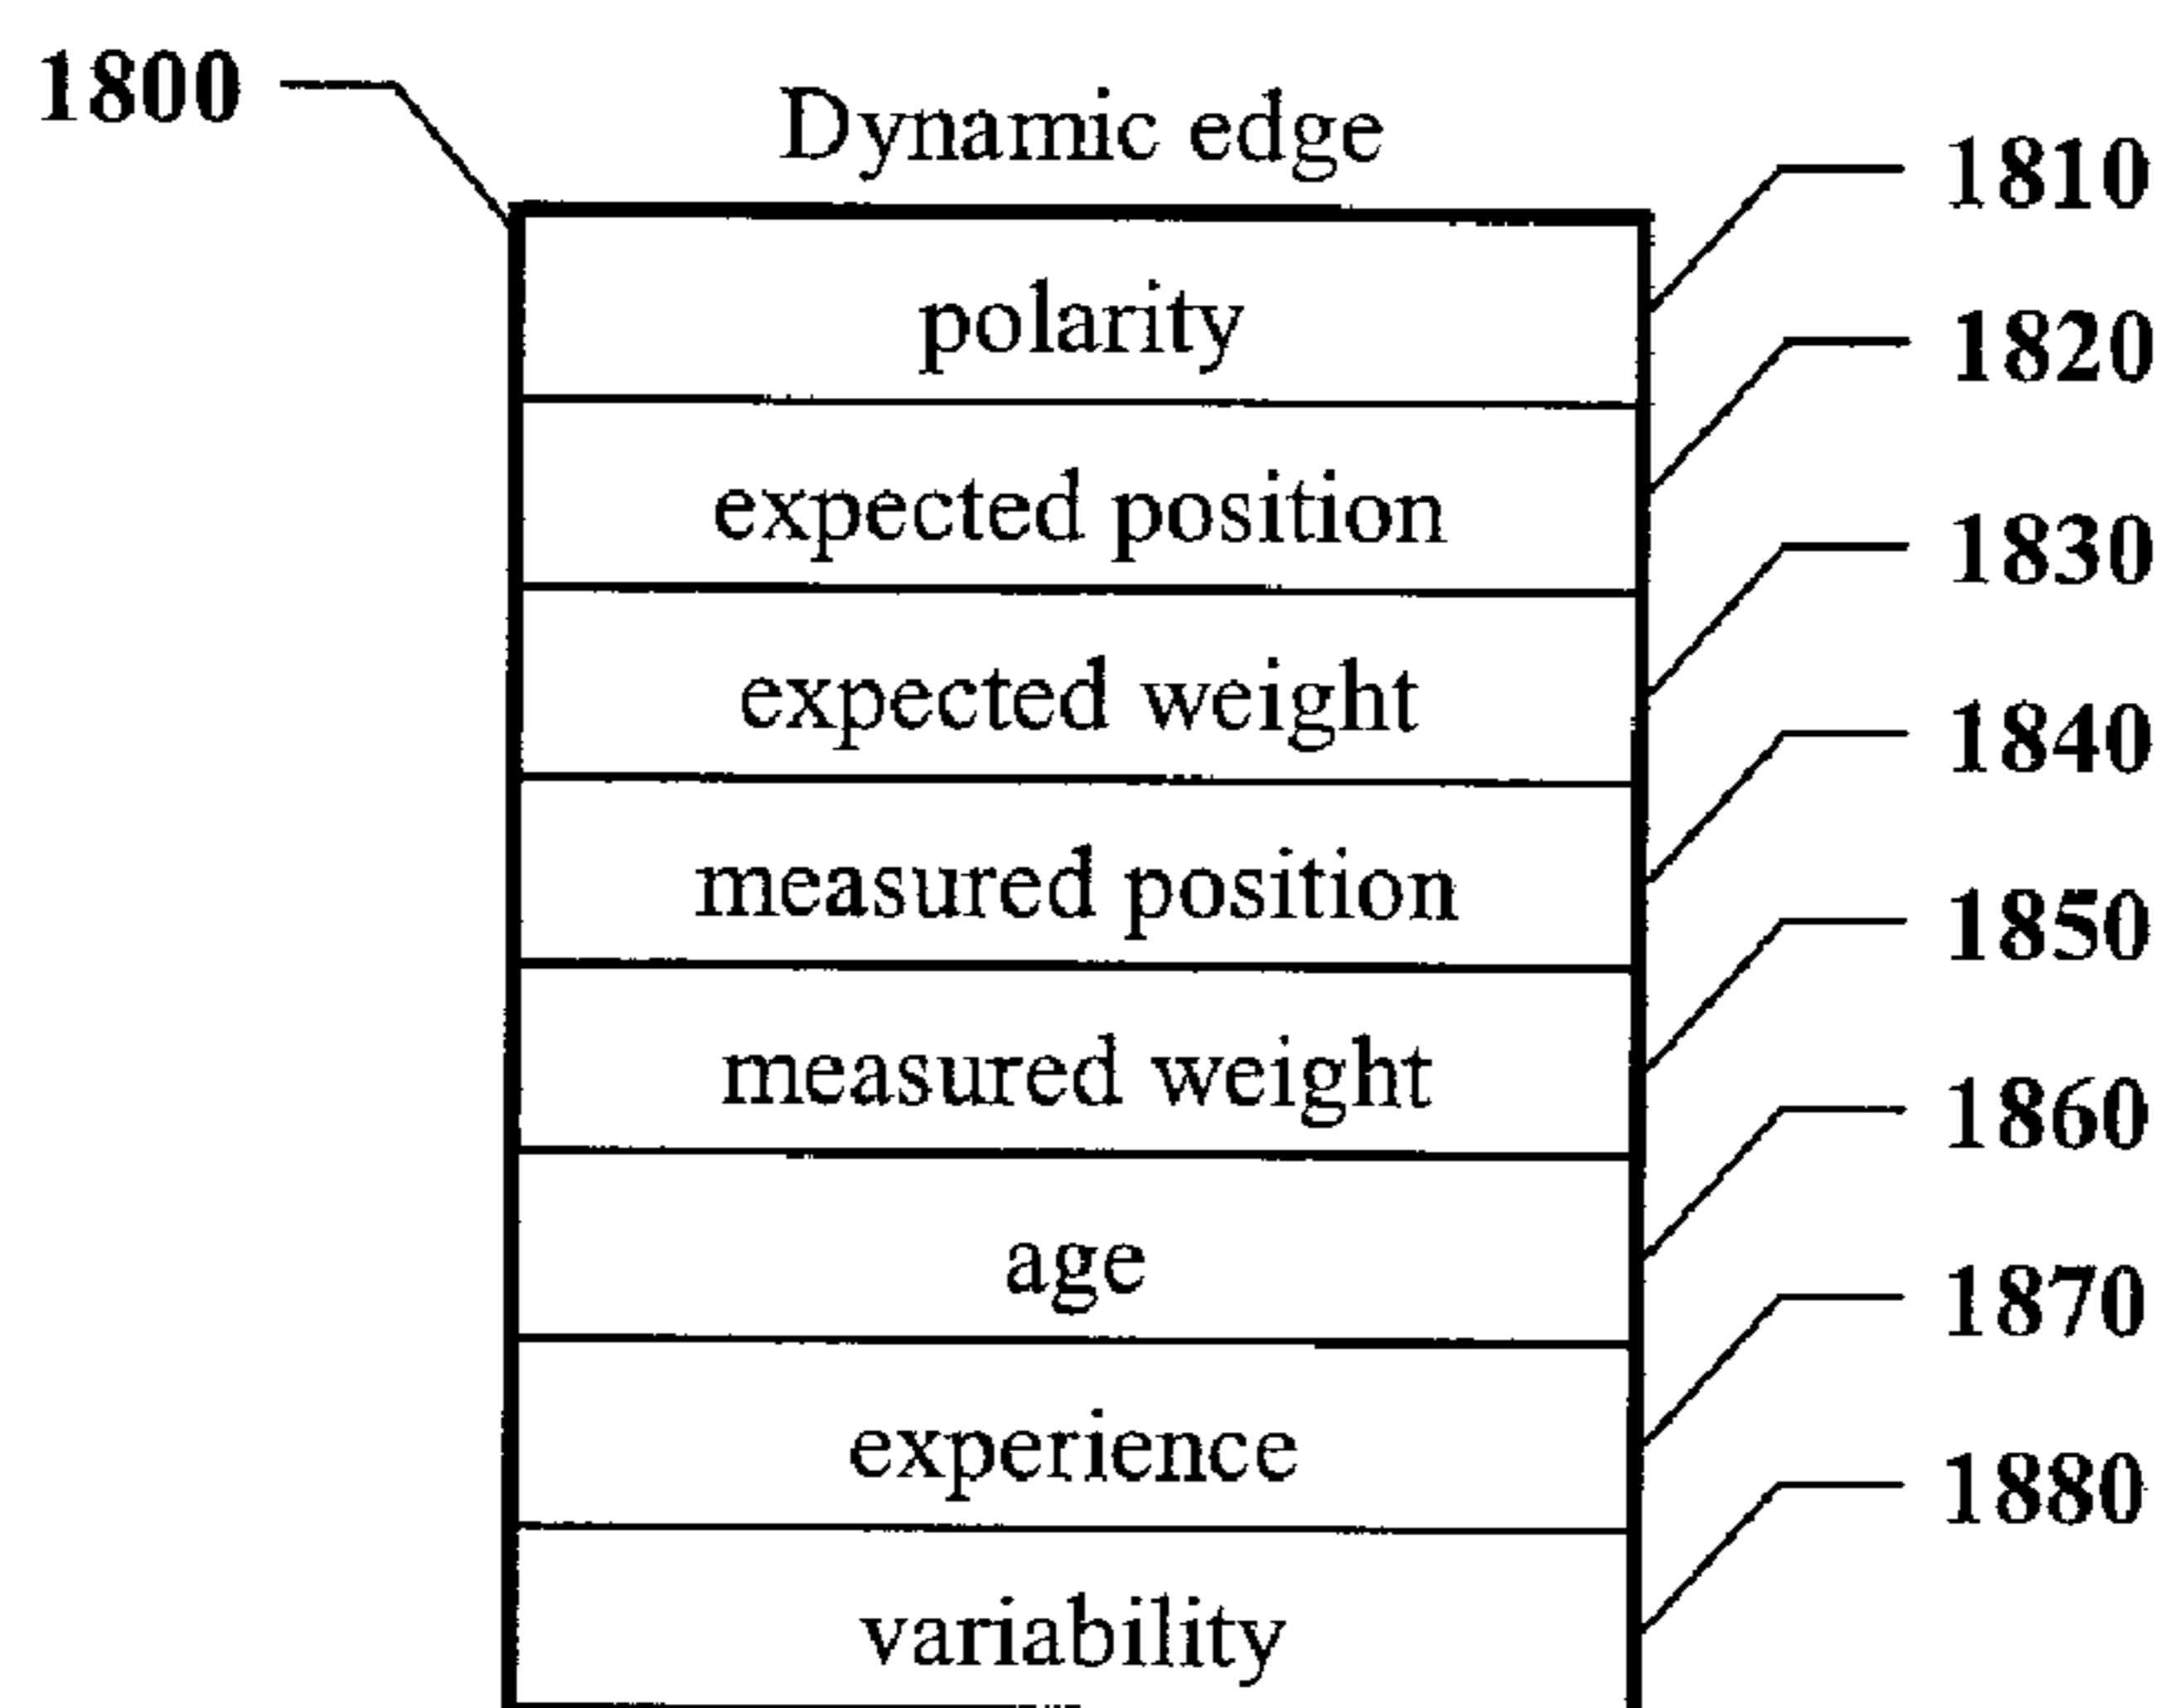 1800
Dynamic edge
1810
polarity
1820
expected position
1830
expected weight
1840
measured position
1850
measured weight
1860
age
1870
experience
1880
variability